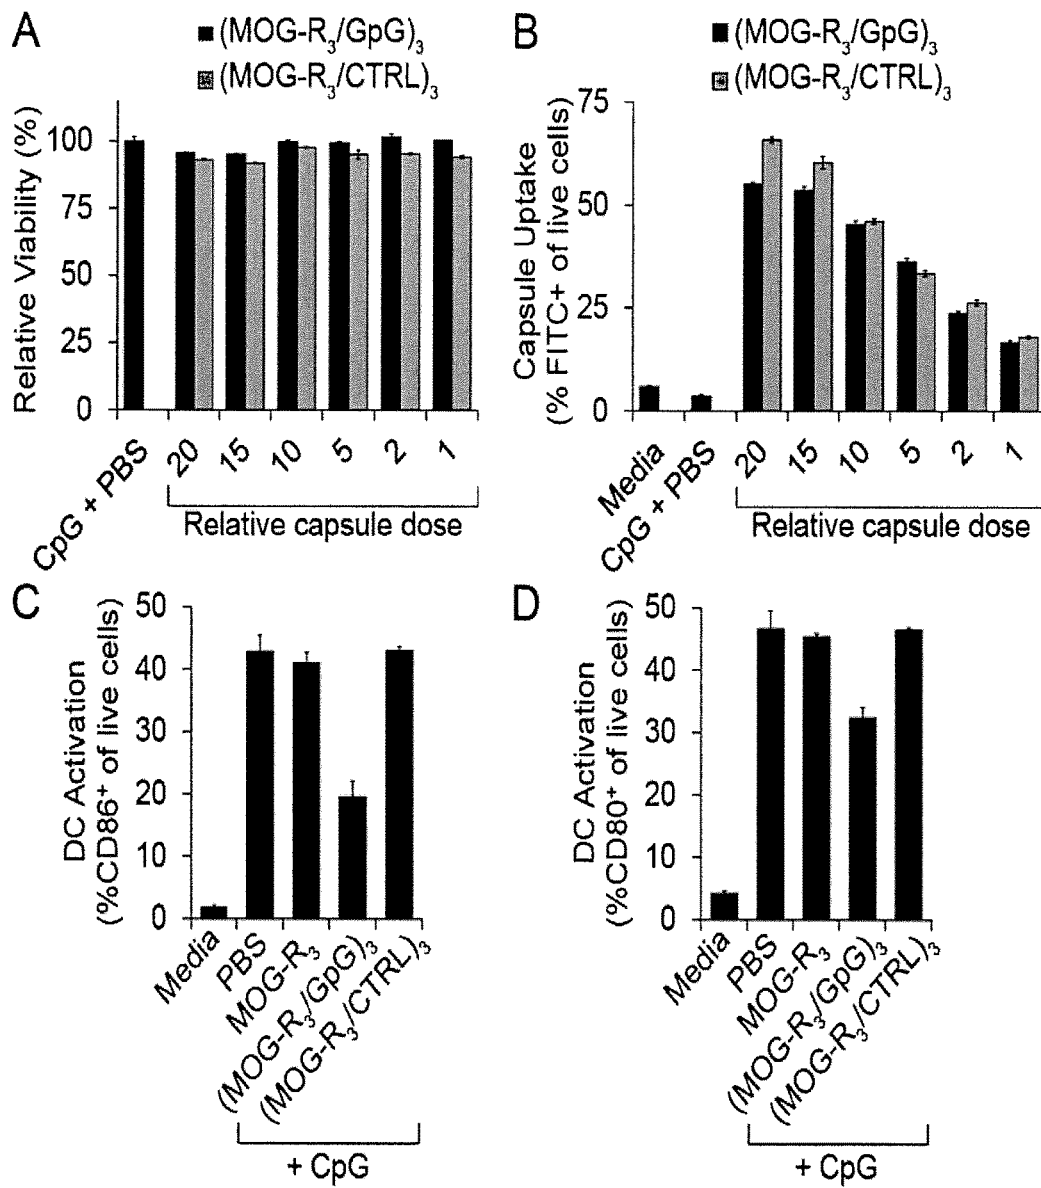 A
(MOG-R3/GpG)3
(MOG-R3/CTRL)3
Relative Viability (%)
100
75
50
25
0
CpG + PBS
20
15
10
5
2
1
Relative capsule dose
B
(MOG-R3/GpG)3
(MOG-R3/CTRL)3
Capsule Uptake
(% FITC+ of live cells)
75
50
25
0
Media
CpG + PBS
20
15
10
5
2
1
Relative capsule dose
C
DC Activation
(%CD86+ of live cells)
50
40
30
20
10
0
Media
PBS
MOG-R3
(MOG-R3/GpG)3
(MOG-R3/CTRL)3
+ CpG
D
DC Activation
(%CD80+ of live cells)
50
40
30
20
10
0
Media
PBS
MOG-R3
(MOG-R3/GpG)3
(MOG-R3/CTRL)3
+ CpG